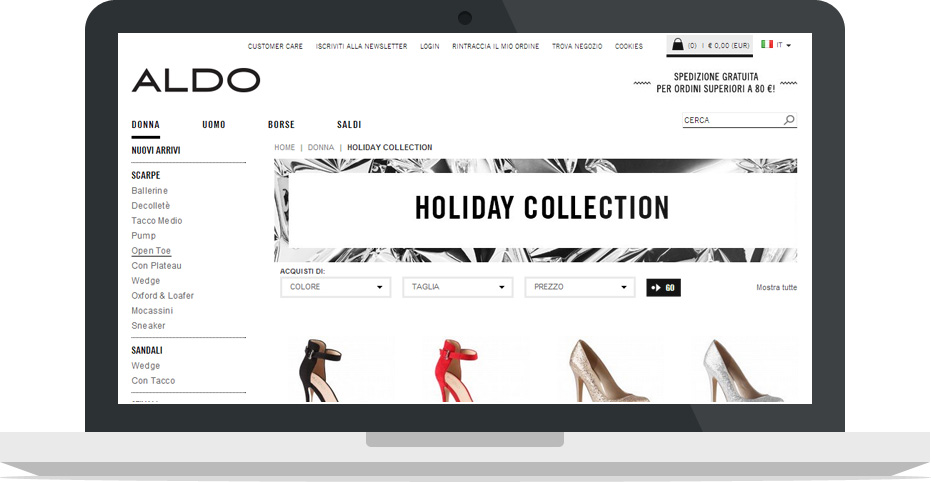 CUSTOMER CARE ISCRIVITI ALLA NEWSLETTER LOGIN RINTRACCIA IL MIO ORDINE TROVA NEGOZIO COOKIES (0) | € 0,00 (EUR) IT
ALDO
SPEDIZIONE GRATUITA
PER ORDINI SUPERIORI A 80 €!
DONNA UOMO BORSE SALDI
CERCA
NUOVI ARRIVI
HOME | DONNA | HOLIDAY COLLECTION
SCARPE
Ballerine
Decolletè
Tacco Medio
Pump
Open Toe
Con Plateau
Wedge
Oxford & Loafer
Mocassini
Sneaker
SANDALI
Wedge
Con Tacco
HOLIDAY COLLECTION
ACQUISTI DI:
COLORE TAGLIA PREZZO GO Mostra tutte